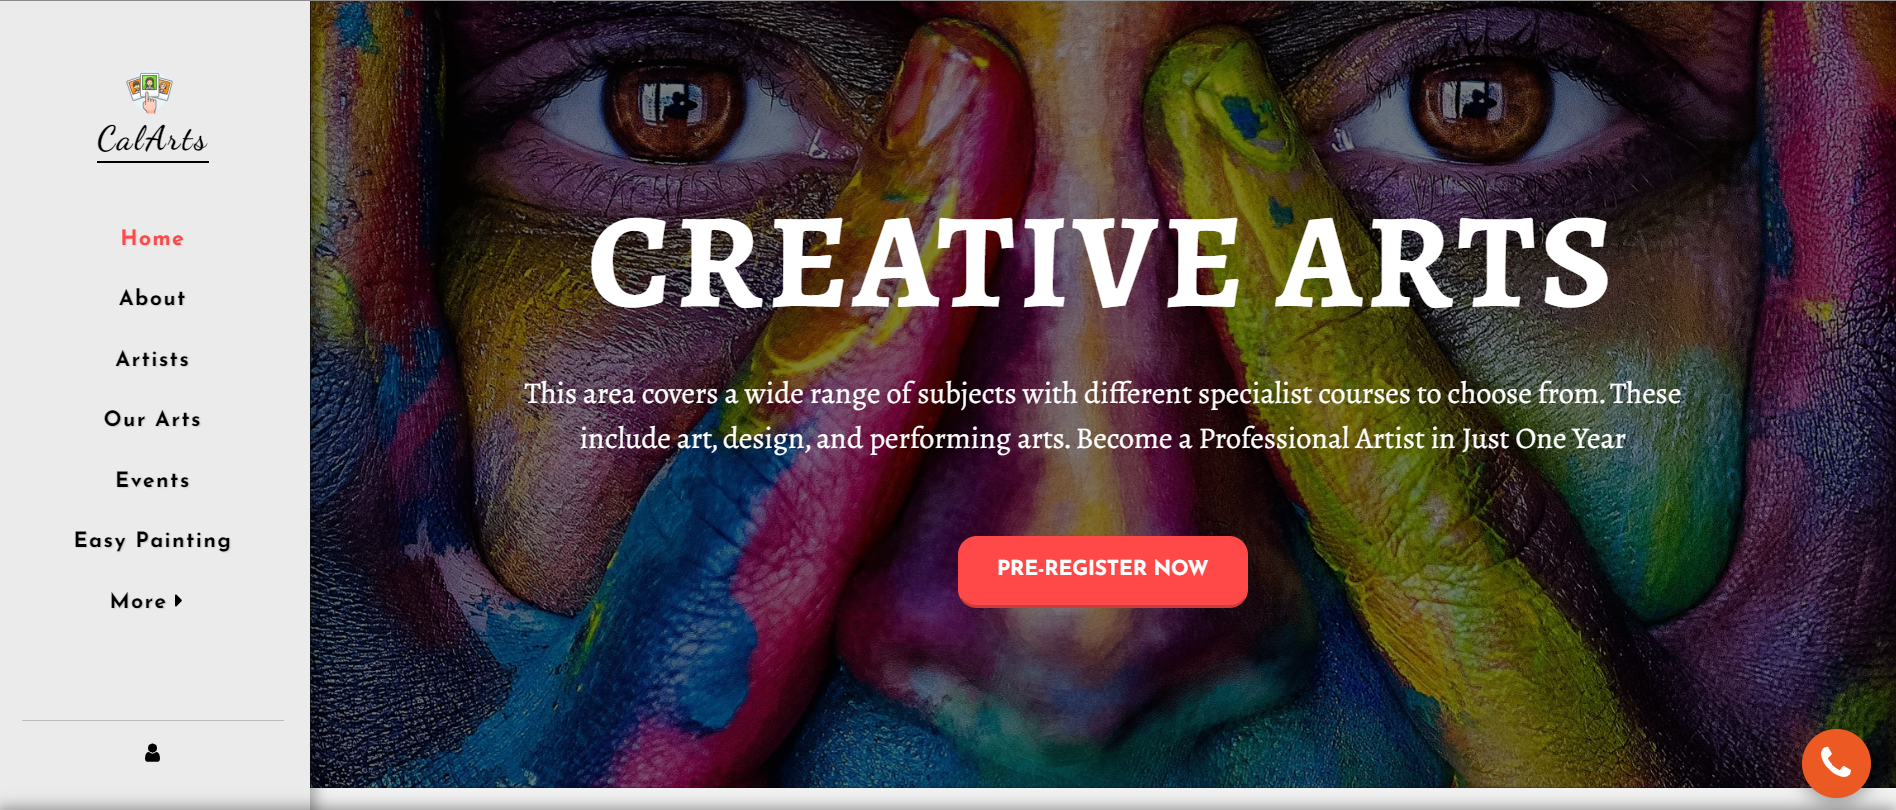 CalArts
Home
About
Artists
Our Arts
Events
Easy Painting
More
CREATIVE ARTS
This area covers a wide range of subjects with different specialist courses to choose from. These
include art, design, and performing arts. Become a Professional Artist in Just One Year
PRE-REGISTER NOW